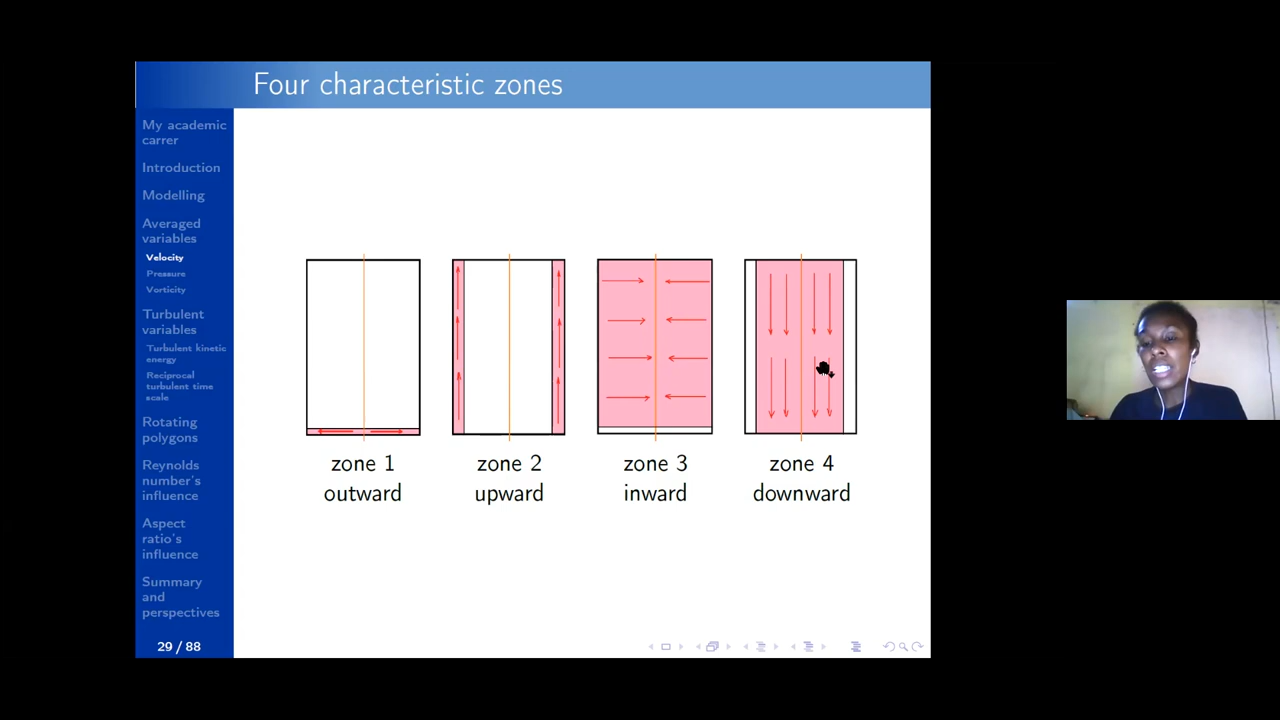 Four characteristic zones
My academic
carrer
Introduction
Modelling
Averaged
variables
Velocity
Pressure
Vorticity
Turbulent
variables
Turbulent kinetic
energy
Reciprocal
turbulent time
scale
Rotating
polygons
Reynolds
number's
influence
Aspect
ratio's
influence
Summary
and
perspectives
29 / 88
zone 1
outward
zone 2
upward
zone 3
inward
zone 4
downward